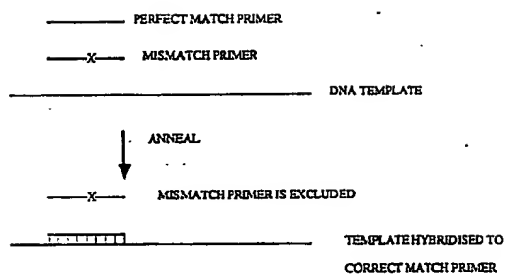 PERFECT MATCH PRIMER
X MISMATCH PRIMER
DNA TEMPLATE
ANNEAL
X MISMATCH PRIMER IS EXCLUDED
TEMPLATE HYBRIDISED TO
CORRECT MATCH PRIMER